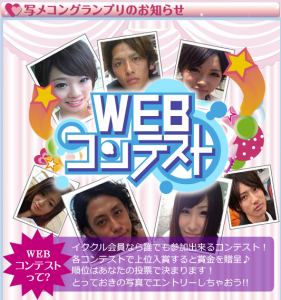 写メコングランプリのお知らせ
WEB
コンテスト
WEB
コンテスト
って?
イククル会員なら誰でも参加出来るコンテスト!
各コンテストで上位入賞すると賞金を贈呈♪
順位はあなたの投票で決まります!
とっておきの写真でエントリーしちゃおう!!